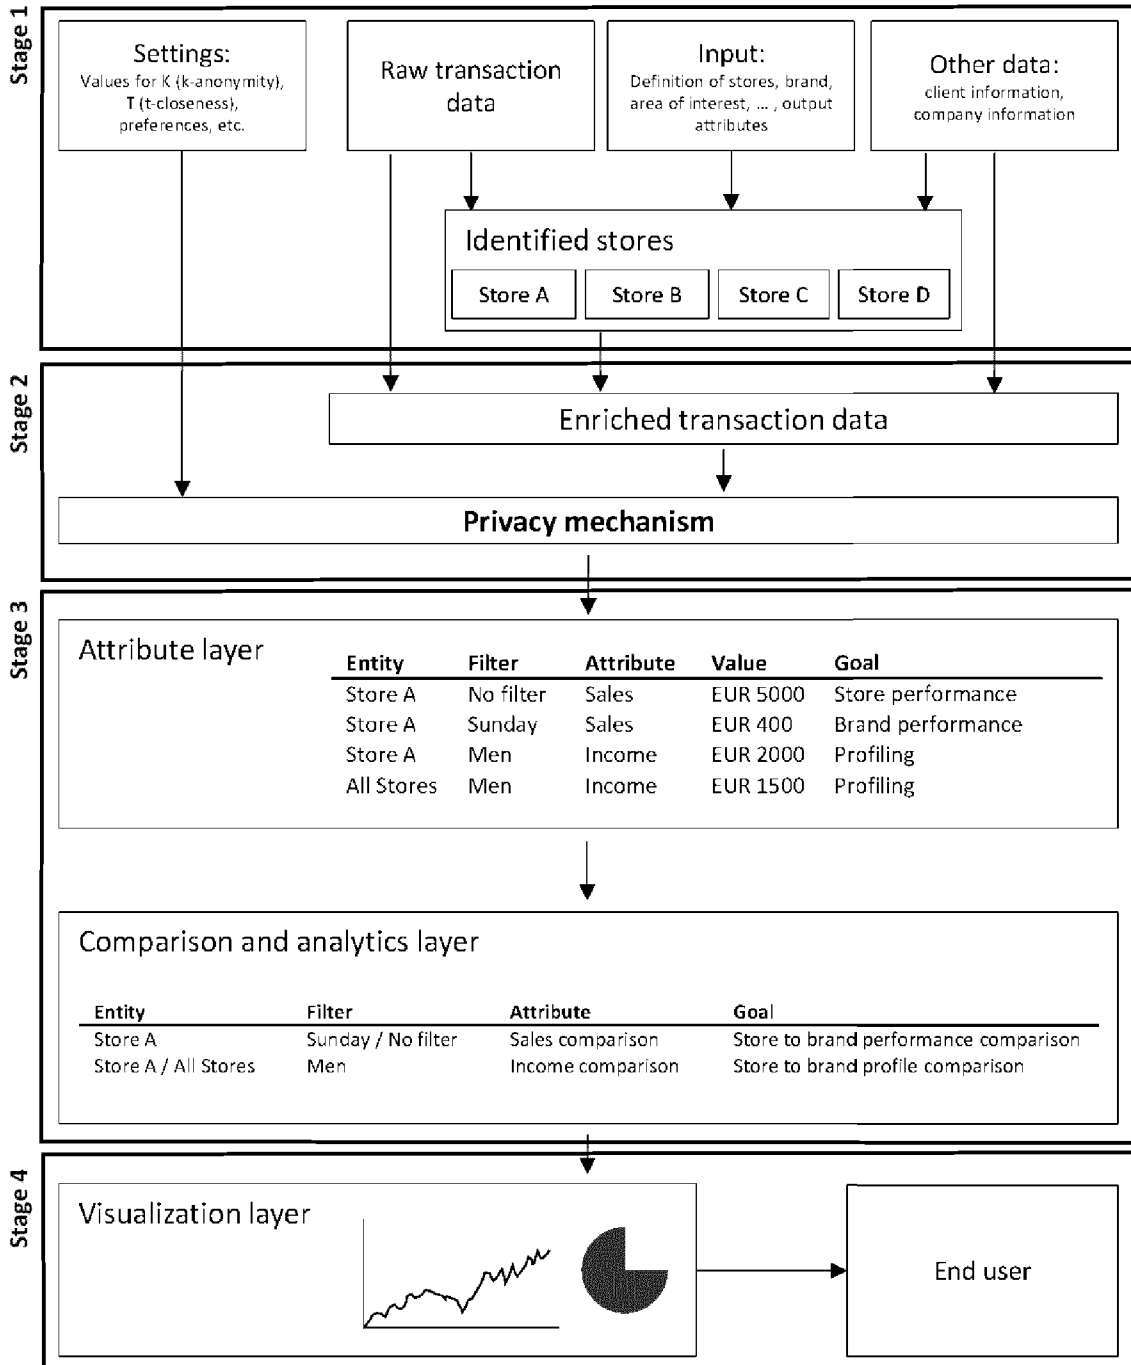 Stage 1
Settings:
Values for K (k-anonymity),
T (t-closeness),
preferences, etc.
Raw transaction
data
Input:
Definition of stores, brand,
area of interest, ... , output
attributes
Other data:
client information,
company information
Identified stores
Store A
Store B
Store C
Store D
Stage 2
Enriched transaction data
Privacy mechanism
Stage 3
Attribute layer
Entity Filter Attribute Value Goal
Store A No filter Sales EUR 5000 Store performance
Store A Sunday Sales EUR 400 Brand performance
Store A Men Income EUR 2000 Profiling
All Stores Men Income EUR 1500 Profiling
Comparison and analytics layer
Entity Filter Attribute Goal
Store A Sunday / No filter Sales comparison Store to brand performance comparison
Store A / All Stores Men Income comparison Store to brand profile comparison
Stage 4
Visualization layer
End user